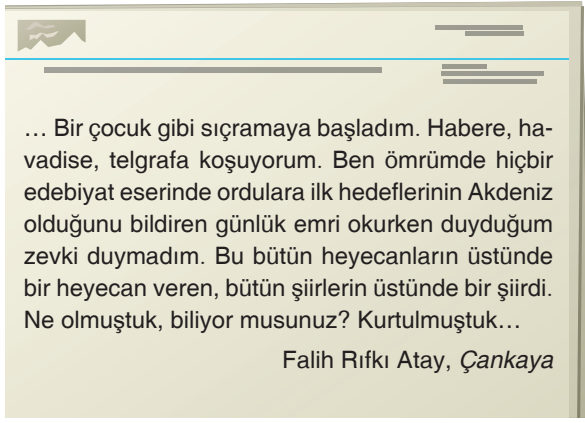 … Bir çocuk gibi sıçramaya başladım. Habere, ha-
vadise, telgrafa koşuyorum. Ben ömrümde hiçbir
edebiyat eserinde ordulara ilk hedeflerinin Akdeniz
olduğunu bildiren günlük emri okurken duyduğum
zevki duymadım. Bu bütün heyecanların üstünde
bir heyecan veren, bütün şiirlerin üstünde bir şiirdi.
Ne olmuştuk, biliyor musunuz? Kurtulmuştuk…
Falih Rıfkı Atay, Çankaya